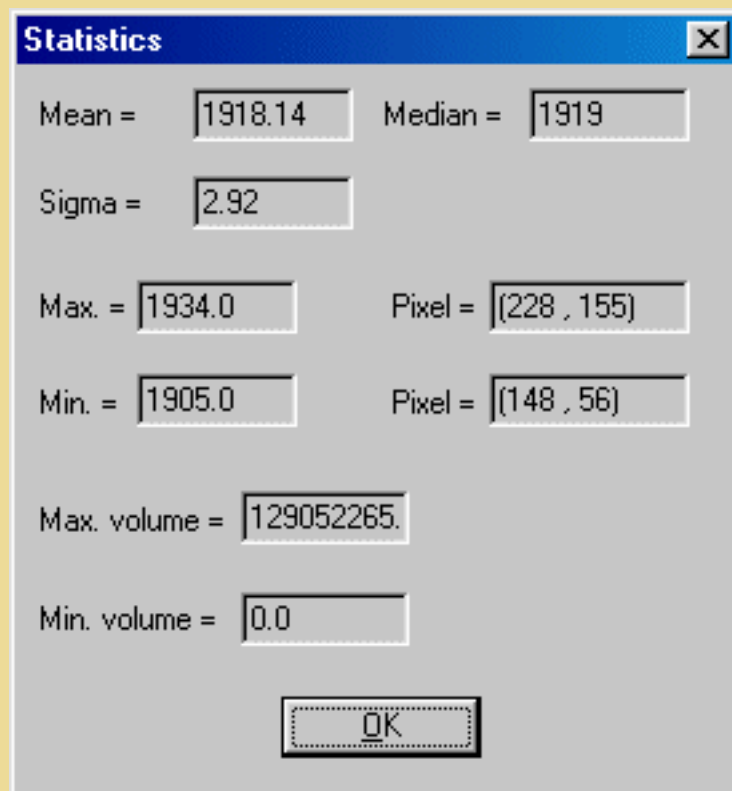 Statistics
Mean = 1918.14 Median = 1919
Sigma = 2.92
Max. = 1934.0 Pixel = (228 , 155)
Min. = 1905.0 Pixel = (148 , 56)
Max. volume = 129052265.
Min. volume = 0.0
OK